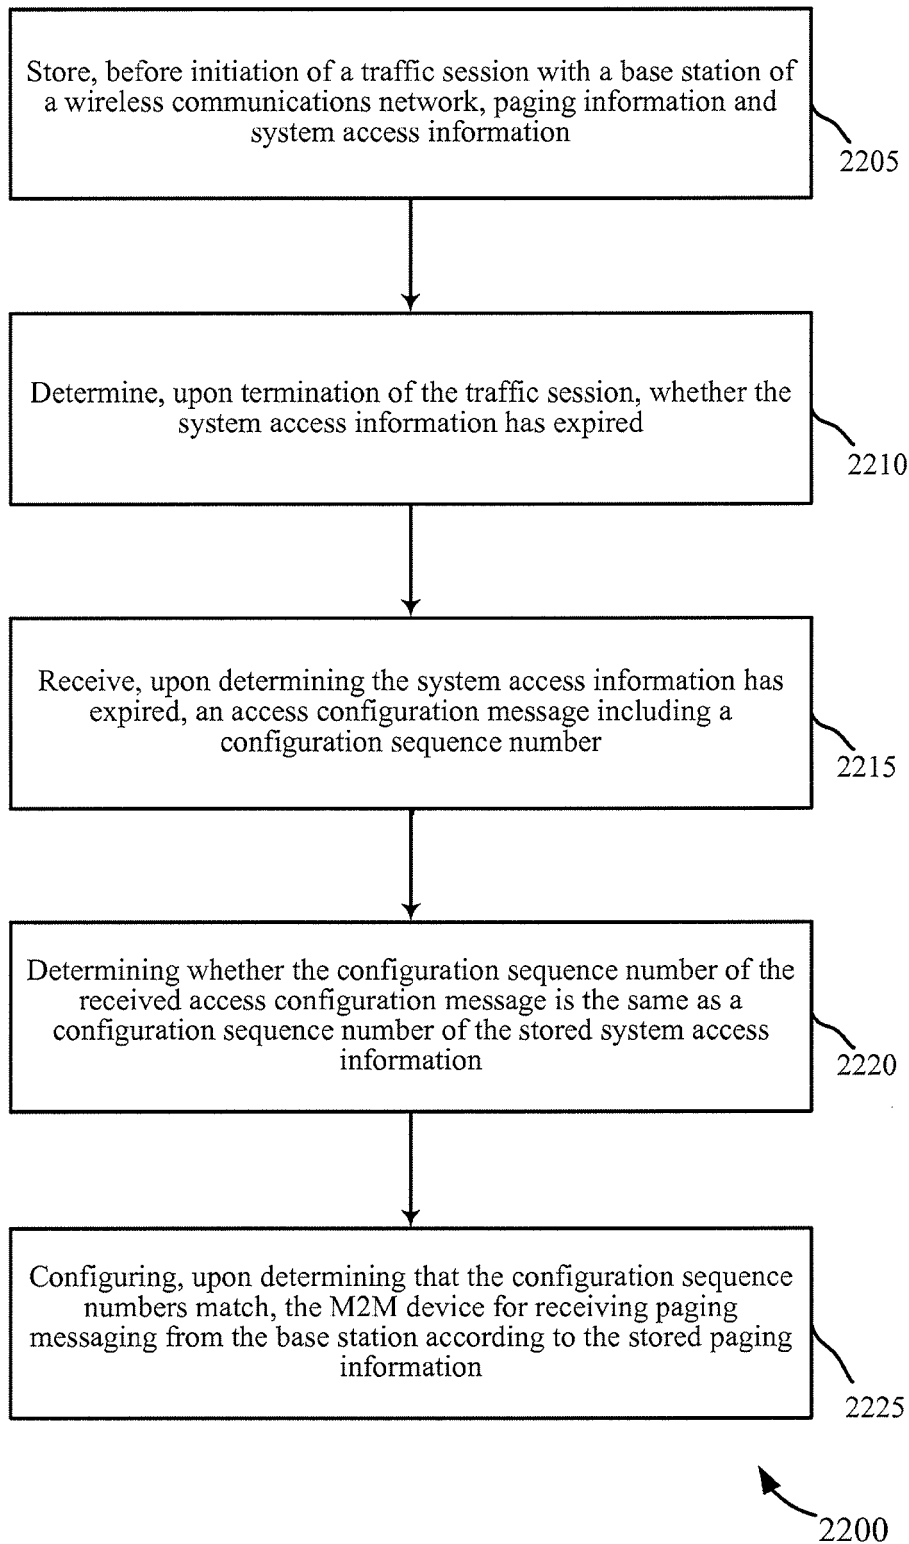 Store, before initiation of a traffic session with a base station of
a wireless communications network, paging information and
system access information
2205
Determine, upon termination of the traffic session, whether the
system access information has expired
2210
Receive, upon determining the system access information has
expired, an access configuration message including a
configuration sequence number
2215
Determining whether the configuration sequence number of the
received access configuration message is the same as a
configuration sequence number of the stored system access
information
2220
Configuring, upon determining that the configuration sequence
numbers match, the M2M device for receiving paging
messaging from the base station according to the stored paging
information
2225
2200